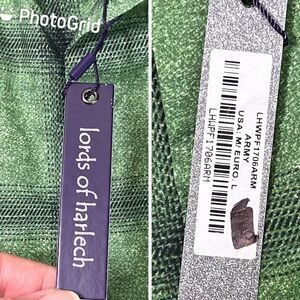 PhotoGrid
lords of harlech
LHWPF1706ARM
ARMY
USA: M/ EURO: L
LHWPF1706ARM